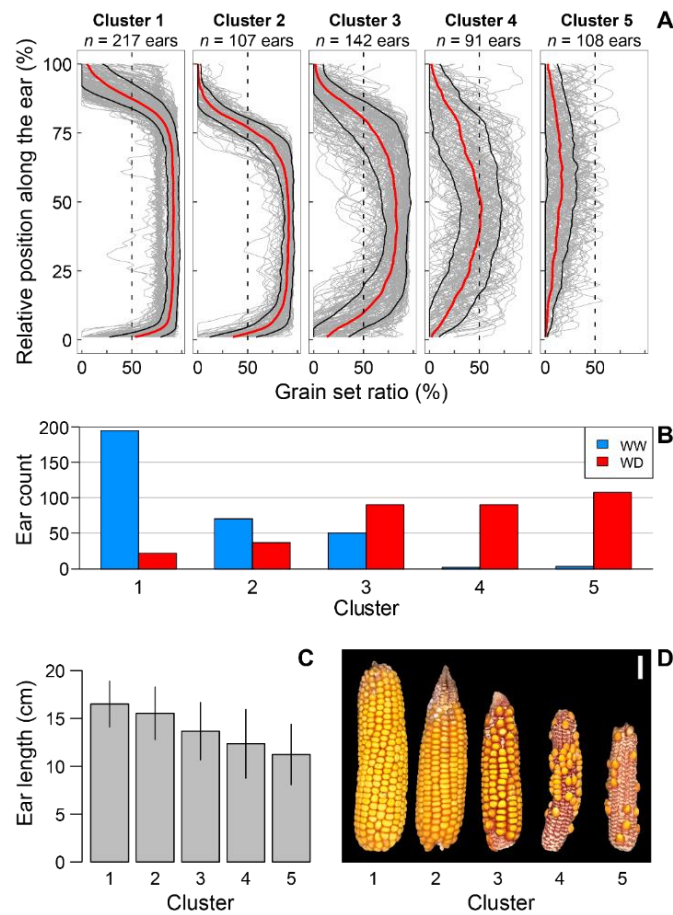 Cluster 1 Cluster 2 Cluster 3 Cluster 4 Cluster 5 A
n = 217 ears n = 107 ears n = 142 ears n = 91 ears n = 108 ears
Relative position along the ear (%)
100
75
50
25
0
0 50 0 50 0 50 0 50 0 50 100
Grain set ratio (%)
B
Ear count
200
150
100
50
0
WW
WD
1 2 3 4 5
Cluster
C
Ear length (cm)
20
15
10
5
0
1 2 3 4 5
Cluster
D
1 2 3 4 5
Cluster